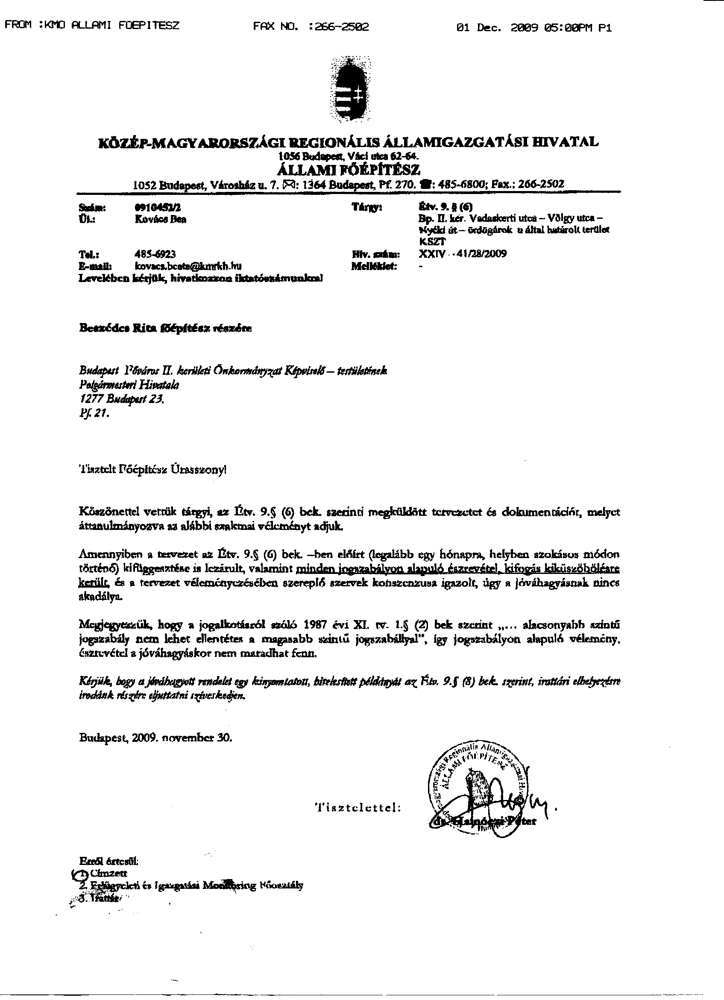 FROM :KMO ALLAMI FOEPITESZ FAX NO. :266-2502 01 Dec. 2009 05:00PM P1
KÖZÉP-MAGYARORSZÁGI REGIONÁLIS ÁLLAMIGAZGATÁSI HIVATAL
1056 Budapest, Váci utca 62-64.
ÁLLAMI FŐÉPÍTÉSZ
1052 Budapest, Városház u. 7. ✉: 1364 Budapest, Pf. 270. ☎: 485-6800; Fax.: 266-2502
Szám: 0910452/2 Tárgy: Étv. 9. § (6)
Üi.: Kovács Bea Bp. II. ker. Vadaskerti utca – Völgy utca –
Nyéki út – ördögárok u által határolt terület
KSZT
Tel.: 485-6923 Hiv. szám: XXIV - 41/28/2009
E-mail: kovacs.beata@kmrkh.hu Melléklet: -
Levelében kérjük, hivatkozzon iktatószámunkra!
Beszédes Rita főépítész részére
Budapest Főváros II. kerületi Önkormányzat Képviselő – testületének
Polgármesteri Hivatala
1277 Budapest 23.
Pf. 21.
Tisztelt Főépítész Úrasszony!
Köszönettel vettük tárgyi, az Étv. 9.§ (6) bek. szerinti megküldött tervezetet és dokumentációt, melyet
áttanulmányozva az alábbi szakmai véleményt adjuk.
Amennyiben a tervezet az Étv. 9.§ (6) bek. –ben előírt (legalább egy hónapra, helyben szokásos módon
történő) kifüggesztése is lezárult, valamint minden jogszabályon alapuló észrevétel, kifogás kiküszöbölésre
került, és a tervezet véleményezésében szereplő szervek konszenzusa igazolt, úgy a jóváhagyásnak nincs
akadálya.
Megjegyezzük, hogy a jogalkotásról szóló 1987 évi XI. tv. 1.§ (2) bek szerint „… alacsonyabb szintű
jogszabály nem lehet ellentétes a magasabb szintű jogszabállyal”, így jogszabályon alapuló vélemény,
észrevétel a jóváhagyáskor nem maradhat fenn.
Kérjük, hogy a jóváhagyott rendelet egy kinyomtatott, hitelesített példányát az Étv. 9.§ (8) bek. szerint, irattári elhelyezésre
irodánk részére eljuttatni szíveskedjen.
Budapest, 2009. november 30.
ÁLLAMI FŐÉPÍTÉSZ
Tisztelettel:
dr. Hajnóczi Péter
Erről értesül:
1. Címzett
2. Felügyeleti és Igazgatási Monitoring Főosztály
3. Irattár